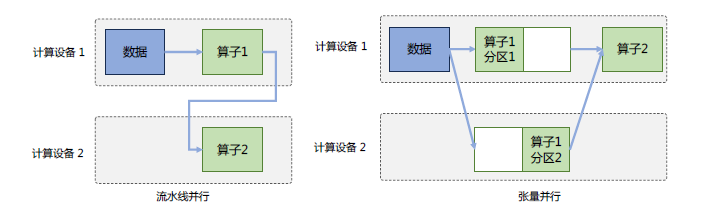 计算设备 1
数据
算子1
计算设备 2
算子2
流水线并行
计算设备 1
数据
算子1
分区1
算子2
计算设备 2
算子1
分区2
张量并行